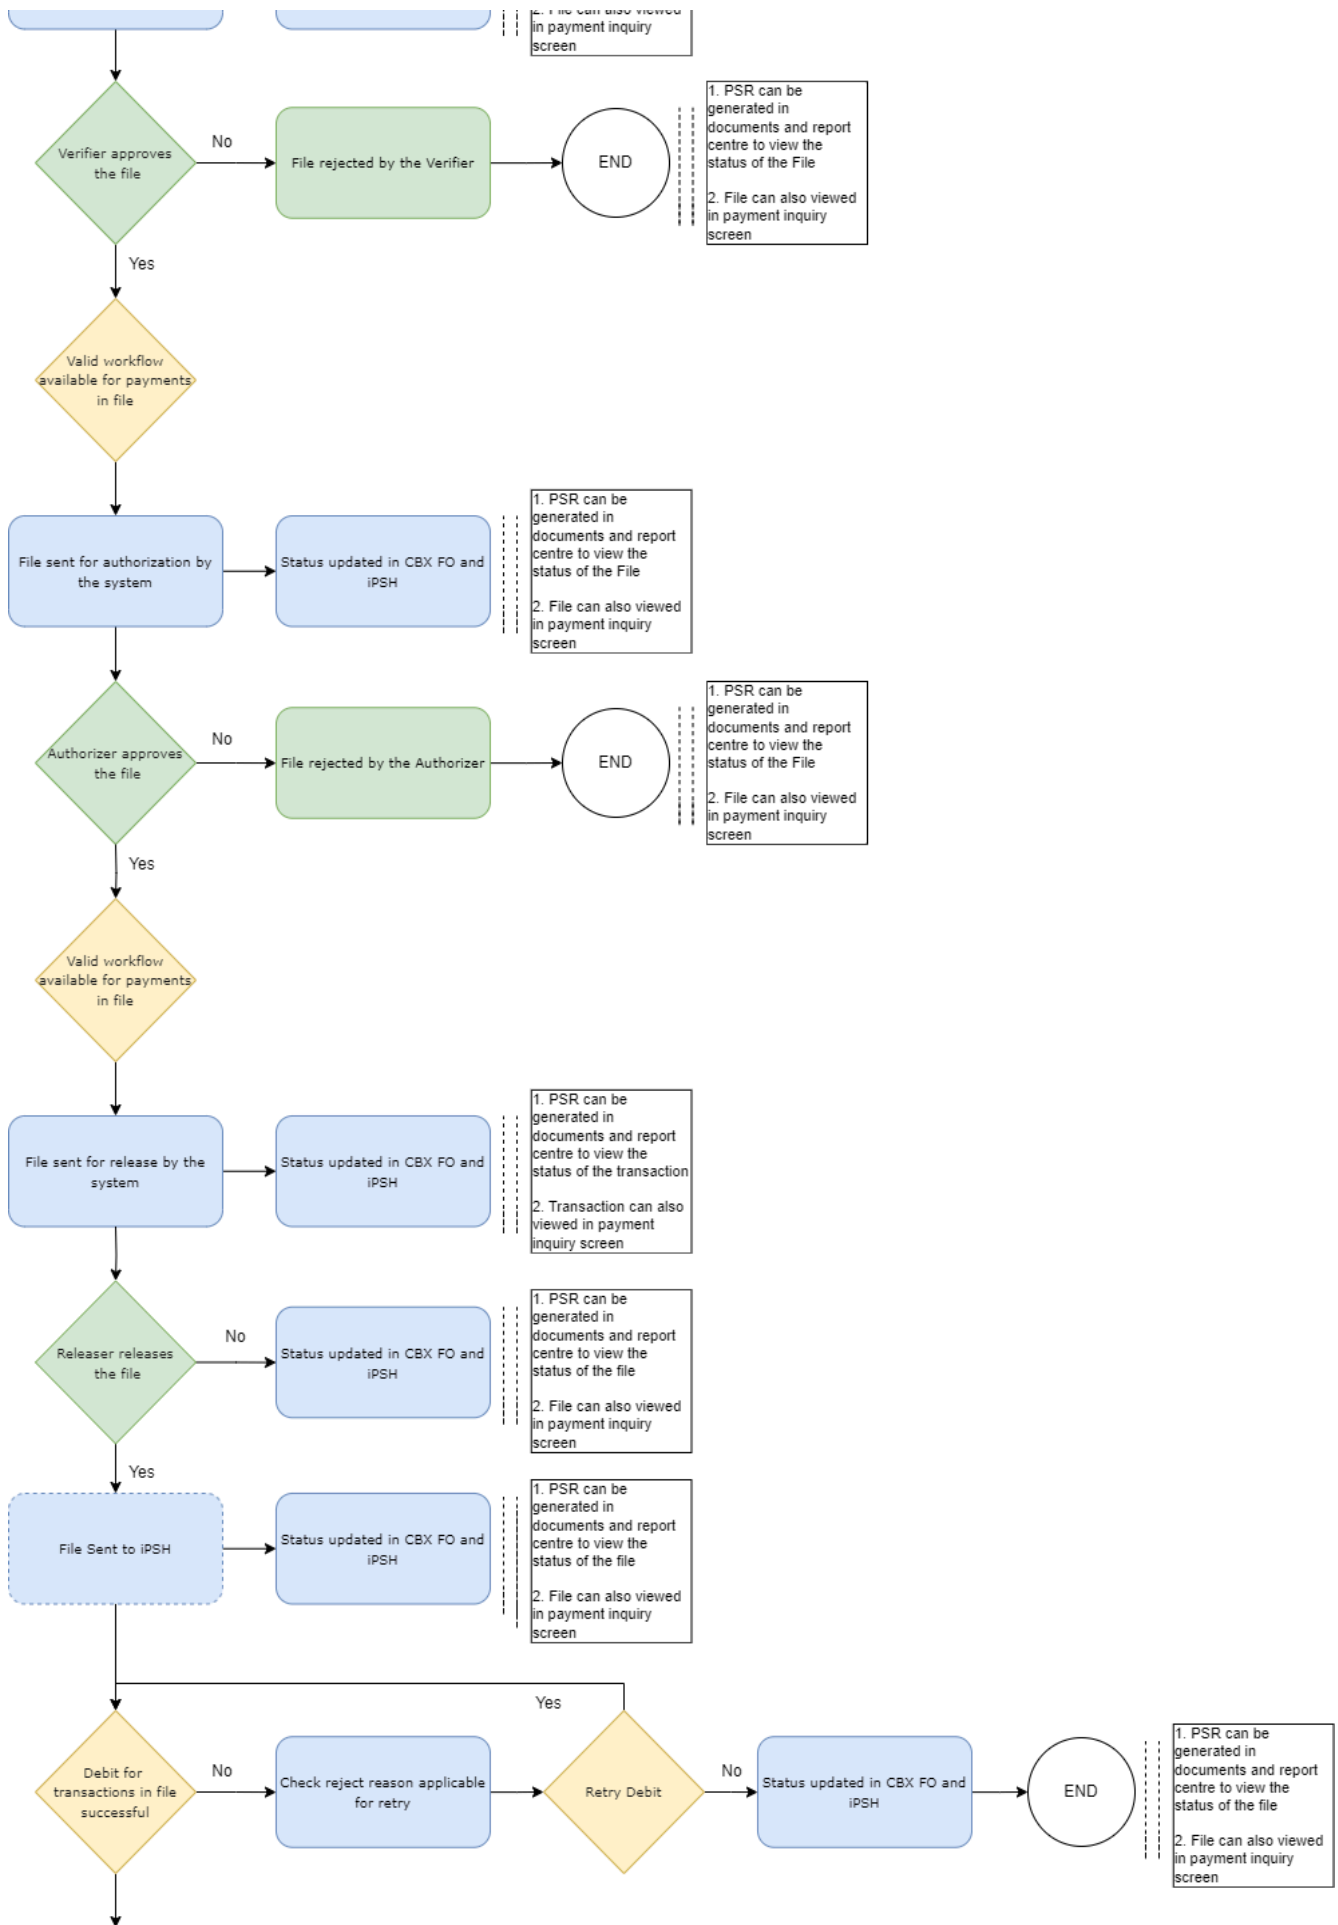 2. File can also viewed
in payment inquiry
screen
Verifier approves
the file
No
File rejected by the Verifier
END
1. PSR can be
generated in
documents and report
centre to view the
status of the File
2. File can also viewed
in payment inquiry
screen
Yes
Valid workflow
available for payments
in file
File sent for authorization by
the system
Status updated in CBX FO and
iPSH
1. PSR can be
generated in
documents and report
centre to view the
status of the File
2. File can also viewed
in payment inquiry
screen
Authorizer approves
the file
No
File rejected by the Authorizer
END
1. PSR can be
generated in
documents and report
centre to view the
status of the File
2. File can also viewed
in payment inquiry
screen
Yes
Valid workflow
available for payments
in file
File sent for release by the
system
Status updated in CBX FO and
iPSH
1. PSR can be
generated in
documents and report
centre to view the
status of the transaction
2. Transaction can also
viewed in payment
inquiry screen
Releaser releases
the file
No
Status updated in CBX FO and
iPSH
1. PSR can be
generated in
documents and report
centre to view the
status of the file
2. File can also viewed
in payment inquiry
screen
Yes
File Sent to iPSH
Status updated in CBX FO and
iPSH
1. PSR can be
generated in
documents and report
centre to view the
status of the file
2. File can also viewed
in payment inquiry
screen
Yes
Debit for
transactions in file
successful
No
Check reject reason applicable
for retry
Retry Debit
No
Status updated in CBX FO and
iPSH
END
1. PSR can be
generated in
documents and report
centre to view the
status of the file
2. File can also viewed
in payment inquiry
screen